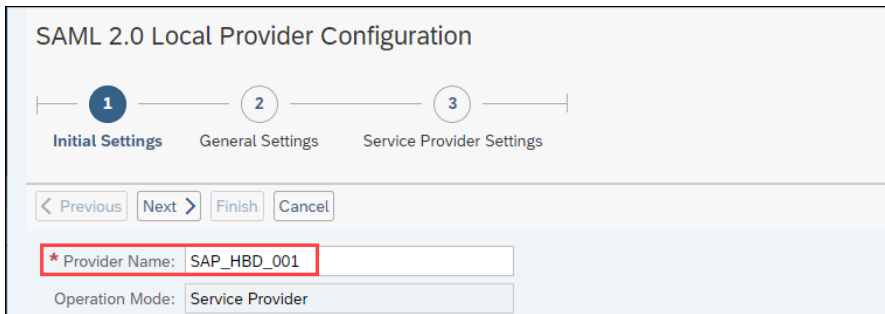 SAML 2.0 Local Provider Configuration
1 2 3
Initial Settings General Settings Service Provider Settings
Previous Next Finish Cancel
* Provider Name: SAP_HBD_001
Operation Mode: Service Provider